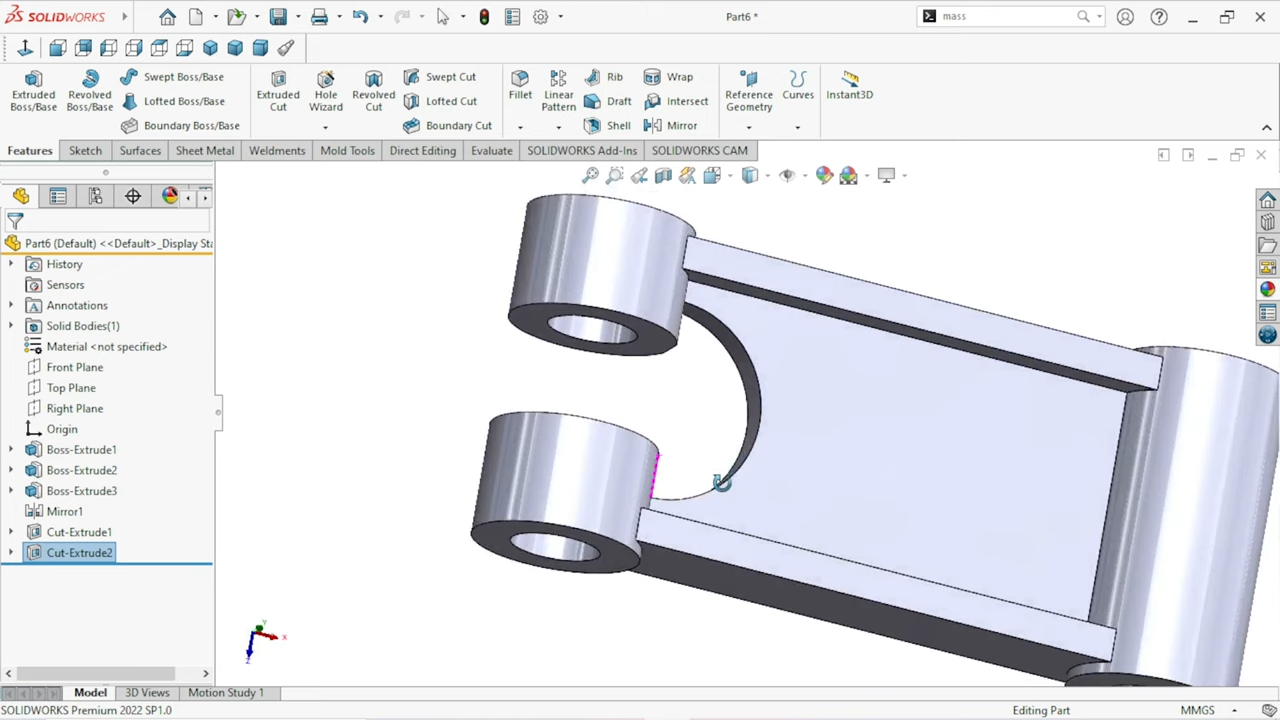 SOLIDWORKS
Part6 *
mass
Extruded Boss/Base
Revolved Boss/Base
Swept Boss/Base
Lofted Boss/Base
Boundary Boss/Base
Extruded Cut
Hole Wizard
Revolved Cut
Swept Cut
Lofted Cut
Boundary Cut
Fillet
Linear Pattern
Rib
Draft
Shell
Wrap
Intersect
Mirror
Reference Geometry
Curves
Instant3D
Features
Sketch
Surfaces
Sheet Metal
Weldments
Mold Tools
Direct Editing
Evaluate
SOLIDWORKS Add-Ins
SOLIDWORKS CAM
Part6 (Default) <<Default>_Display Sta
History
Sensors
Annotations
Solid Bodies(1)
Material <not specified>
Front Plane
Top Plane
Right Plane
Origin
Boss-Extrude1
Boss-Extrude2
Boss-Extrude3
Mirror1
Cut-Extrude1
Cut-Extrude2
Y
X
Z
Model
3D Views
Motion Study 1
SOLIDWORKS Premium 2022 SP1.0
Editing Part
MMGS